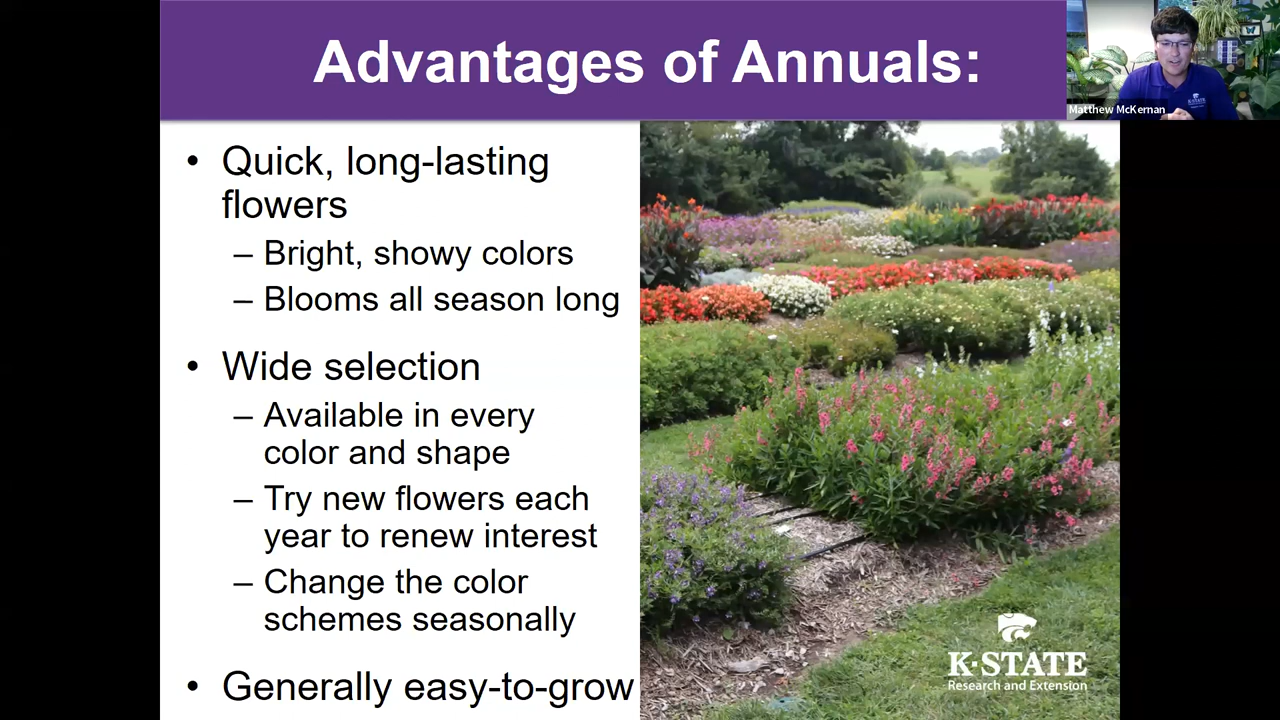 Advantages of Annuals:
Matthew McKernan
• Quick, long-lasting
flowers
– Bright, showy colors
– Blooms all season long
• Wide selection
– Available in every
color and shape
– Try new flowers each
year to renew interest
– Change the color
schemes seasonally
• Generally easy-to-grow
K-STATE
K·STATE
Research and Extension